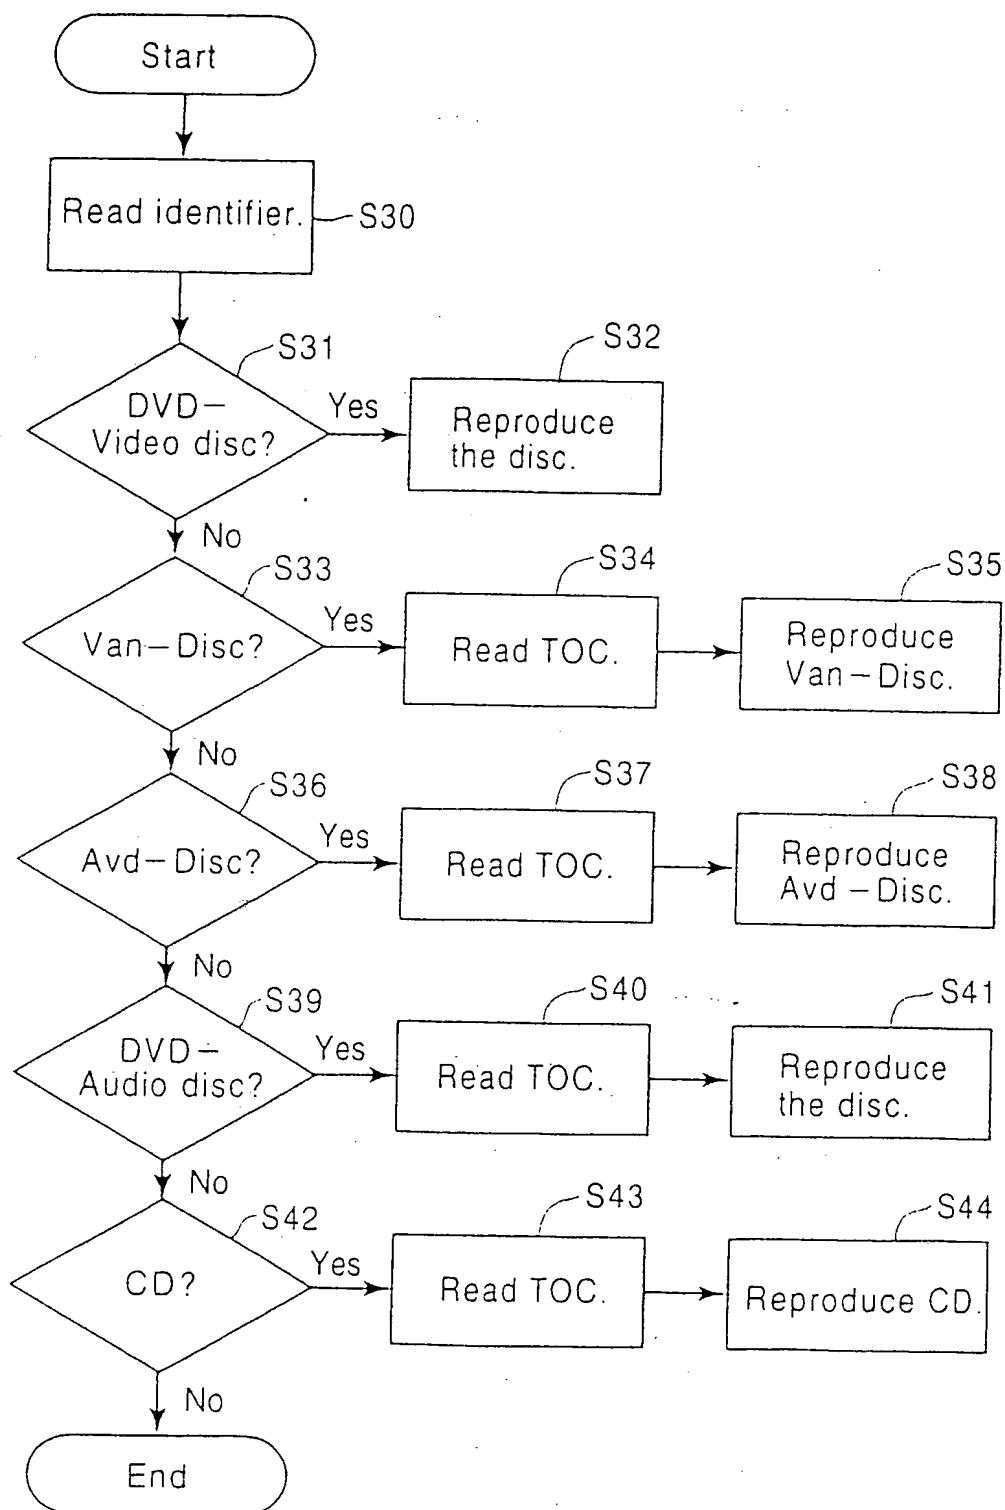 Start
Read identifier.
S30
S31
DVD–
Video disc?
Yes
S32
Reproduce
the disc.
No
S33
Van–Disc?
Yes
S34
Read TOC.
S35
Reproduce
Van–Disc.
No
S36
Avd–Disc?
Yes
S37
Read TOC.
S38
Reproduce
Avd–Disc.
No
S39
DVD–
Audio disc?
Yes
S40
Read TOC.
S41
Reproduce
the disc.
No
S42
CD?
Yes
S43
Read TOC.
S44
Reproduce CD.
No
End